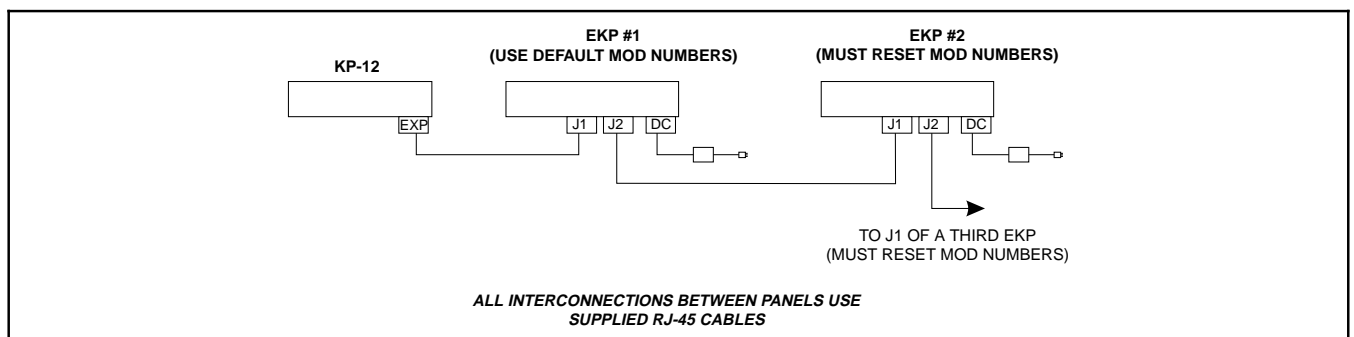 KP-12
EXP
EKP #1
(USE DEFAULT MOD NUMBERS)
J1 J2 DC
EKP #2
(MUST RESET MOD NUMBERS)
J1 J2 DC
TO J1 OF A THIRD EKP
(MUST RESET MOD NUMBERS)
ALL INTERCONNECTIONS BETWEEN PANELS USE
SUPPLIED RJ-45 CABLES